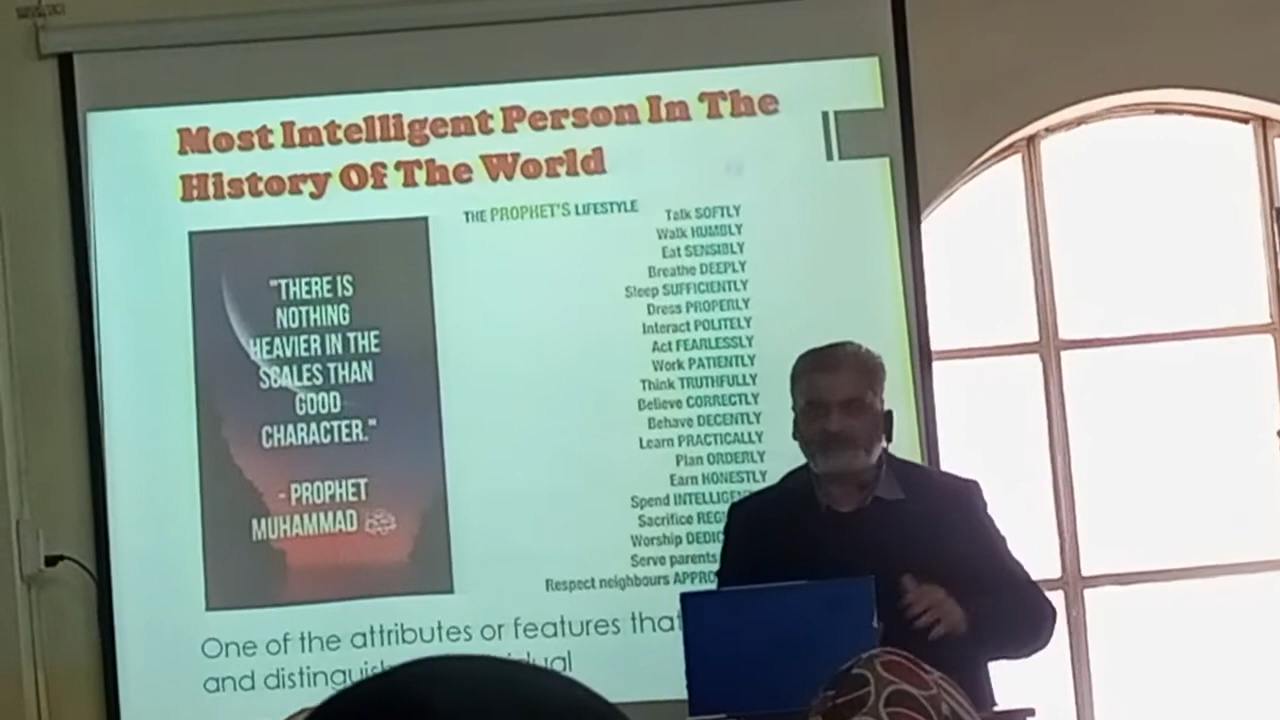 Most Intelligent Person In The
History Of The World
THE PROPHET'S LIFESTYLE
Talk SOFTLY
Walk HUMBLY
Eat SENSIBLY
Breathe DEEPLY
Sleep SUFFICIENTLY
Dress PROPERLY
Interact POLITELY
Act FEARLESSLY
Work PATIENTLY
Think TRUTHFULLY
Believe CORRECTLY
Behave DECENTLY
Learn PRACTICALLY
Plan ORDERLY
Earn HONESTLY
Spend
Sacrifice
Worship
Serve parents
Respect neighbours
"THERE IS
NOTHING
HEAVIER IN THE
SCALES THAN
GOOD
CHARACTER."
- PROPHET
MUHAMMAD
One of the attributes or features that
and